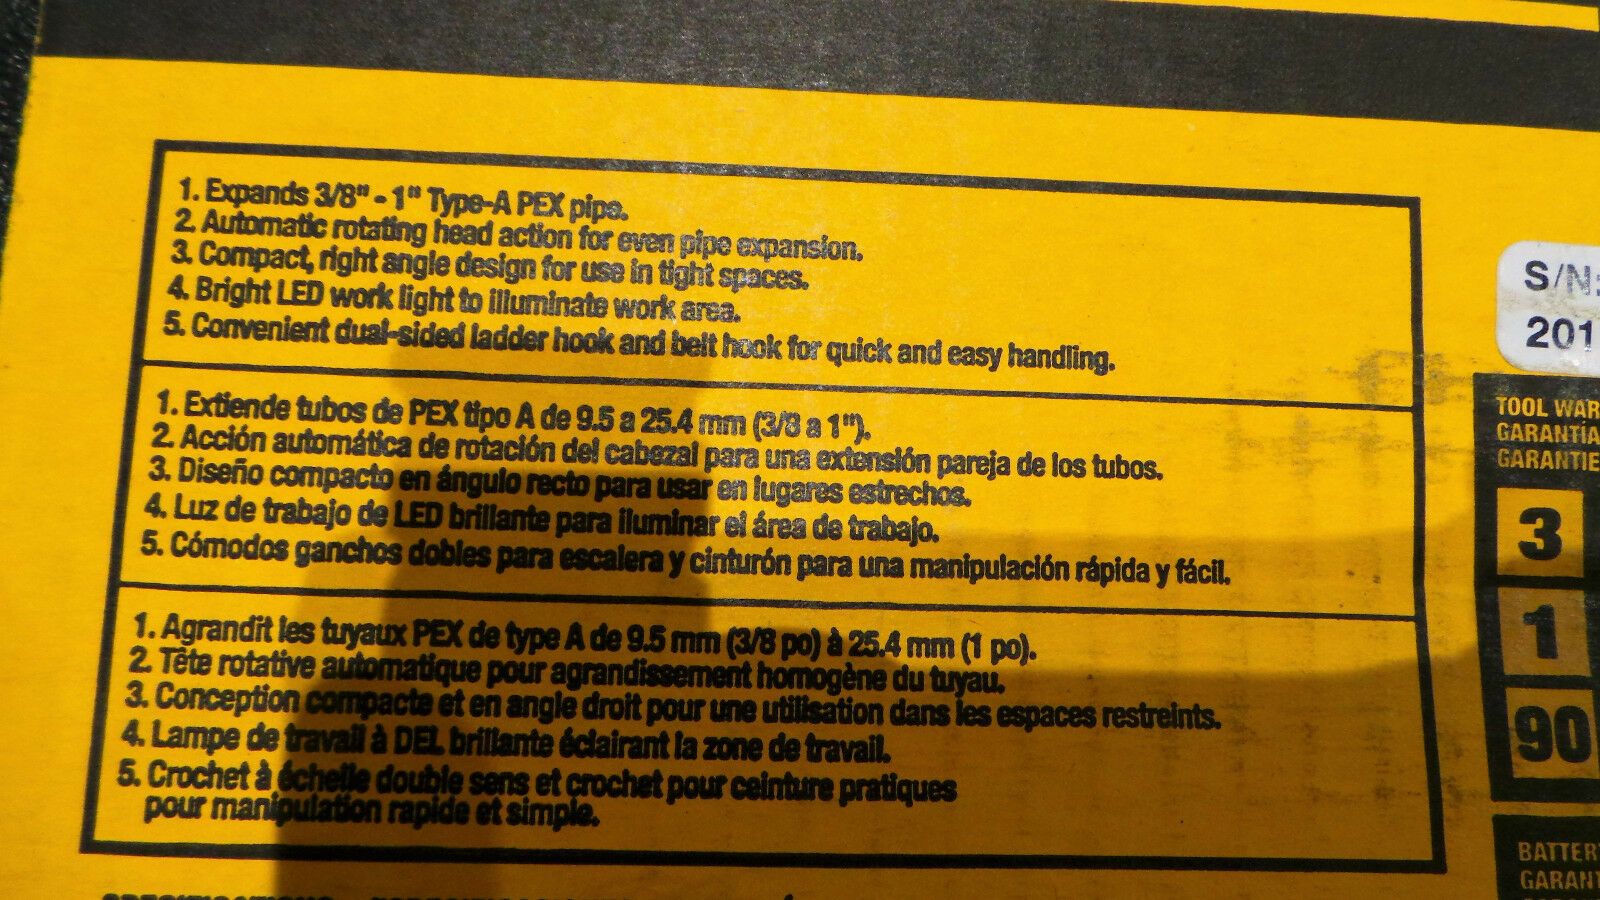 1. Expands 3/8" - 1" Type-A PEX pipe.
2. Automatic rotating head action for even pipe expansion.
3. Compact, right angle design for use in tight spaces.
4. Bright LED work light to illuminate work area.
5. Convenient dual-sided ladder hook and belt hook for quick and easy handling.
1. Extiende tubos de PEX tipo A de 9.5 a 25.4 mm (3/8 a 1").
2. Acción automática de rotación del cabezal para una extensión pareja de los tubos.
3. Diseño compacto en ángulo recto para usar en lugares estrechos.
4. Luz de trabajo de LED brillante para iluminar el área de trabajo.
5. Cómodos ganchos dobles para escalera y cinturón para una manipulación rápida y fácil.
1. Agrandit les tuyaux PEX de type A de 9.5 mm (3/8 po) à 25.4 mm (1 po).
2. Tête rotative automatique pour agrandissement homogène du tuyau.
3. Conception compacte et en angle droit pour une utilisation dans les espaces restreints.
4. Lampe de travail à DEL brillante éclairant la zone de travail.
5. Crochet à échelle double sens et crochet pour ceinture pratiques
pour manipulation rapide et simple.
S/N:
201
TOOL WAR
GARANTÍA
GARANTIE
3
1
90
BATTER
GARANT